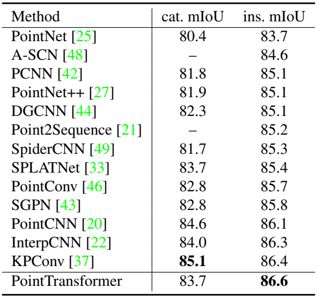 Method cat. mIoU ins. mIoU
PointNet [25] 80.4 83.7
A-SCN [48] – 84.6
PCNN [42] 81.8 85.1
PointNet++ [27] 81.9 85.1
DGCNN [44] 82.3 85.1
Point2Sequence [21] – 85.2
SpiderCNN [49] 81.7 85.3
SPLATNet [33] 83.7 85.4
PointConv [46] 82.8 85.7
SGPN [43] 82.8 85.8
PointCNN [20] 84.6 86.1
InterpCNN [22] 84.0 86.3
KPConv [37] 85.1 86.4
PointTransformer 83.7 86.6